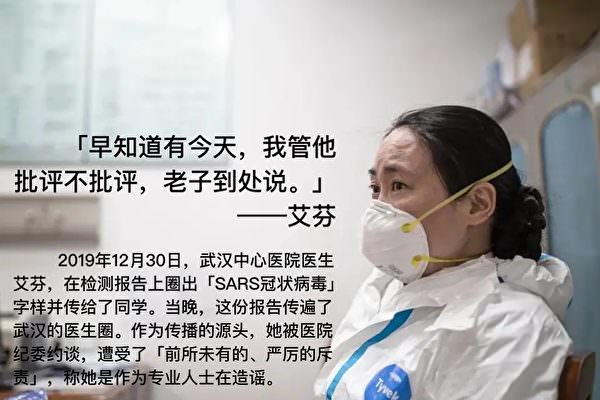 「早知道有今天，我管他
批评不批评，老子到处说。」
——艾芬
2019年12月30日，武汉中心医院医生
艾芬，在检测报告上圈出「SARS冠状病毒」
字样并传给了同学。当晚，这份报告传遍了
武汉的医生圈。作为传播的源头，她被医院
纪委约谈，遭受了「前所未有的、严厉的斥
责」，称她是作为专业人士在造谣。
Tyvek